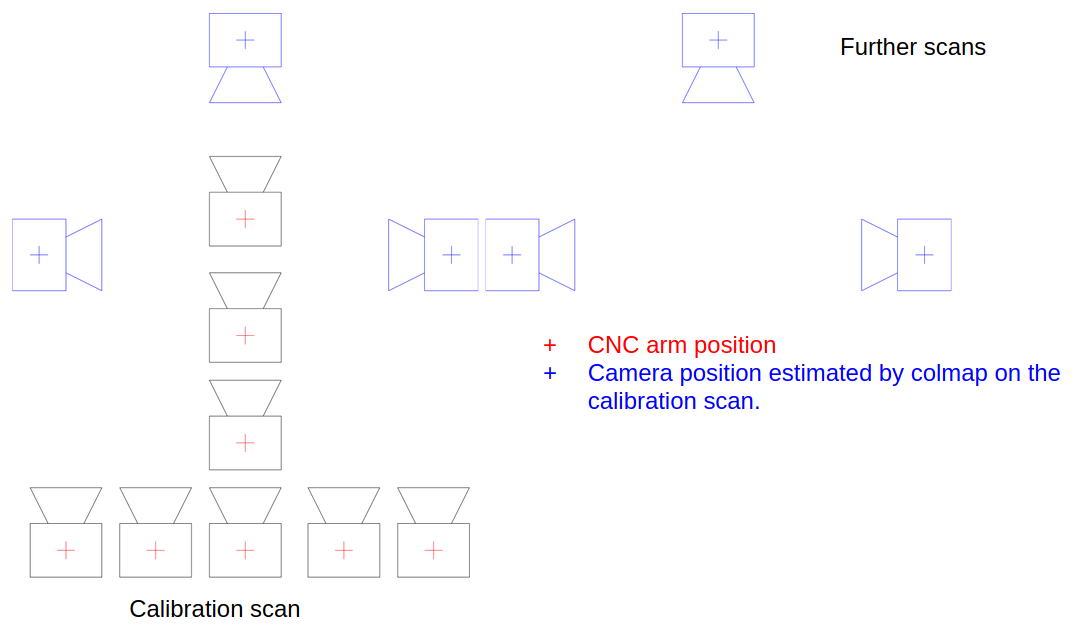 Further scans
+ CNC arm position
+ Camera position estimated by colmap on the
calibration scan.
Calibration scan